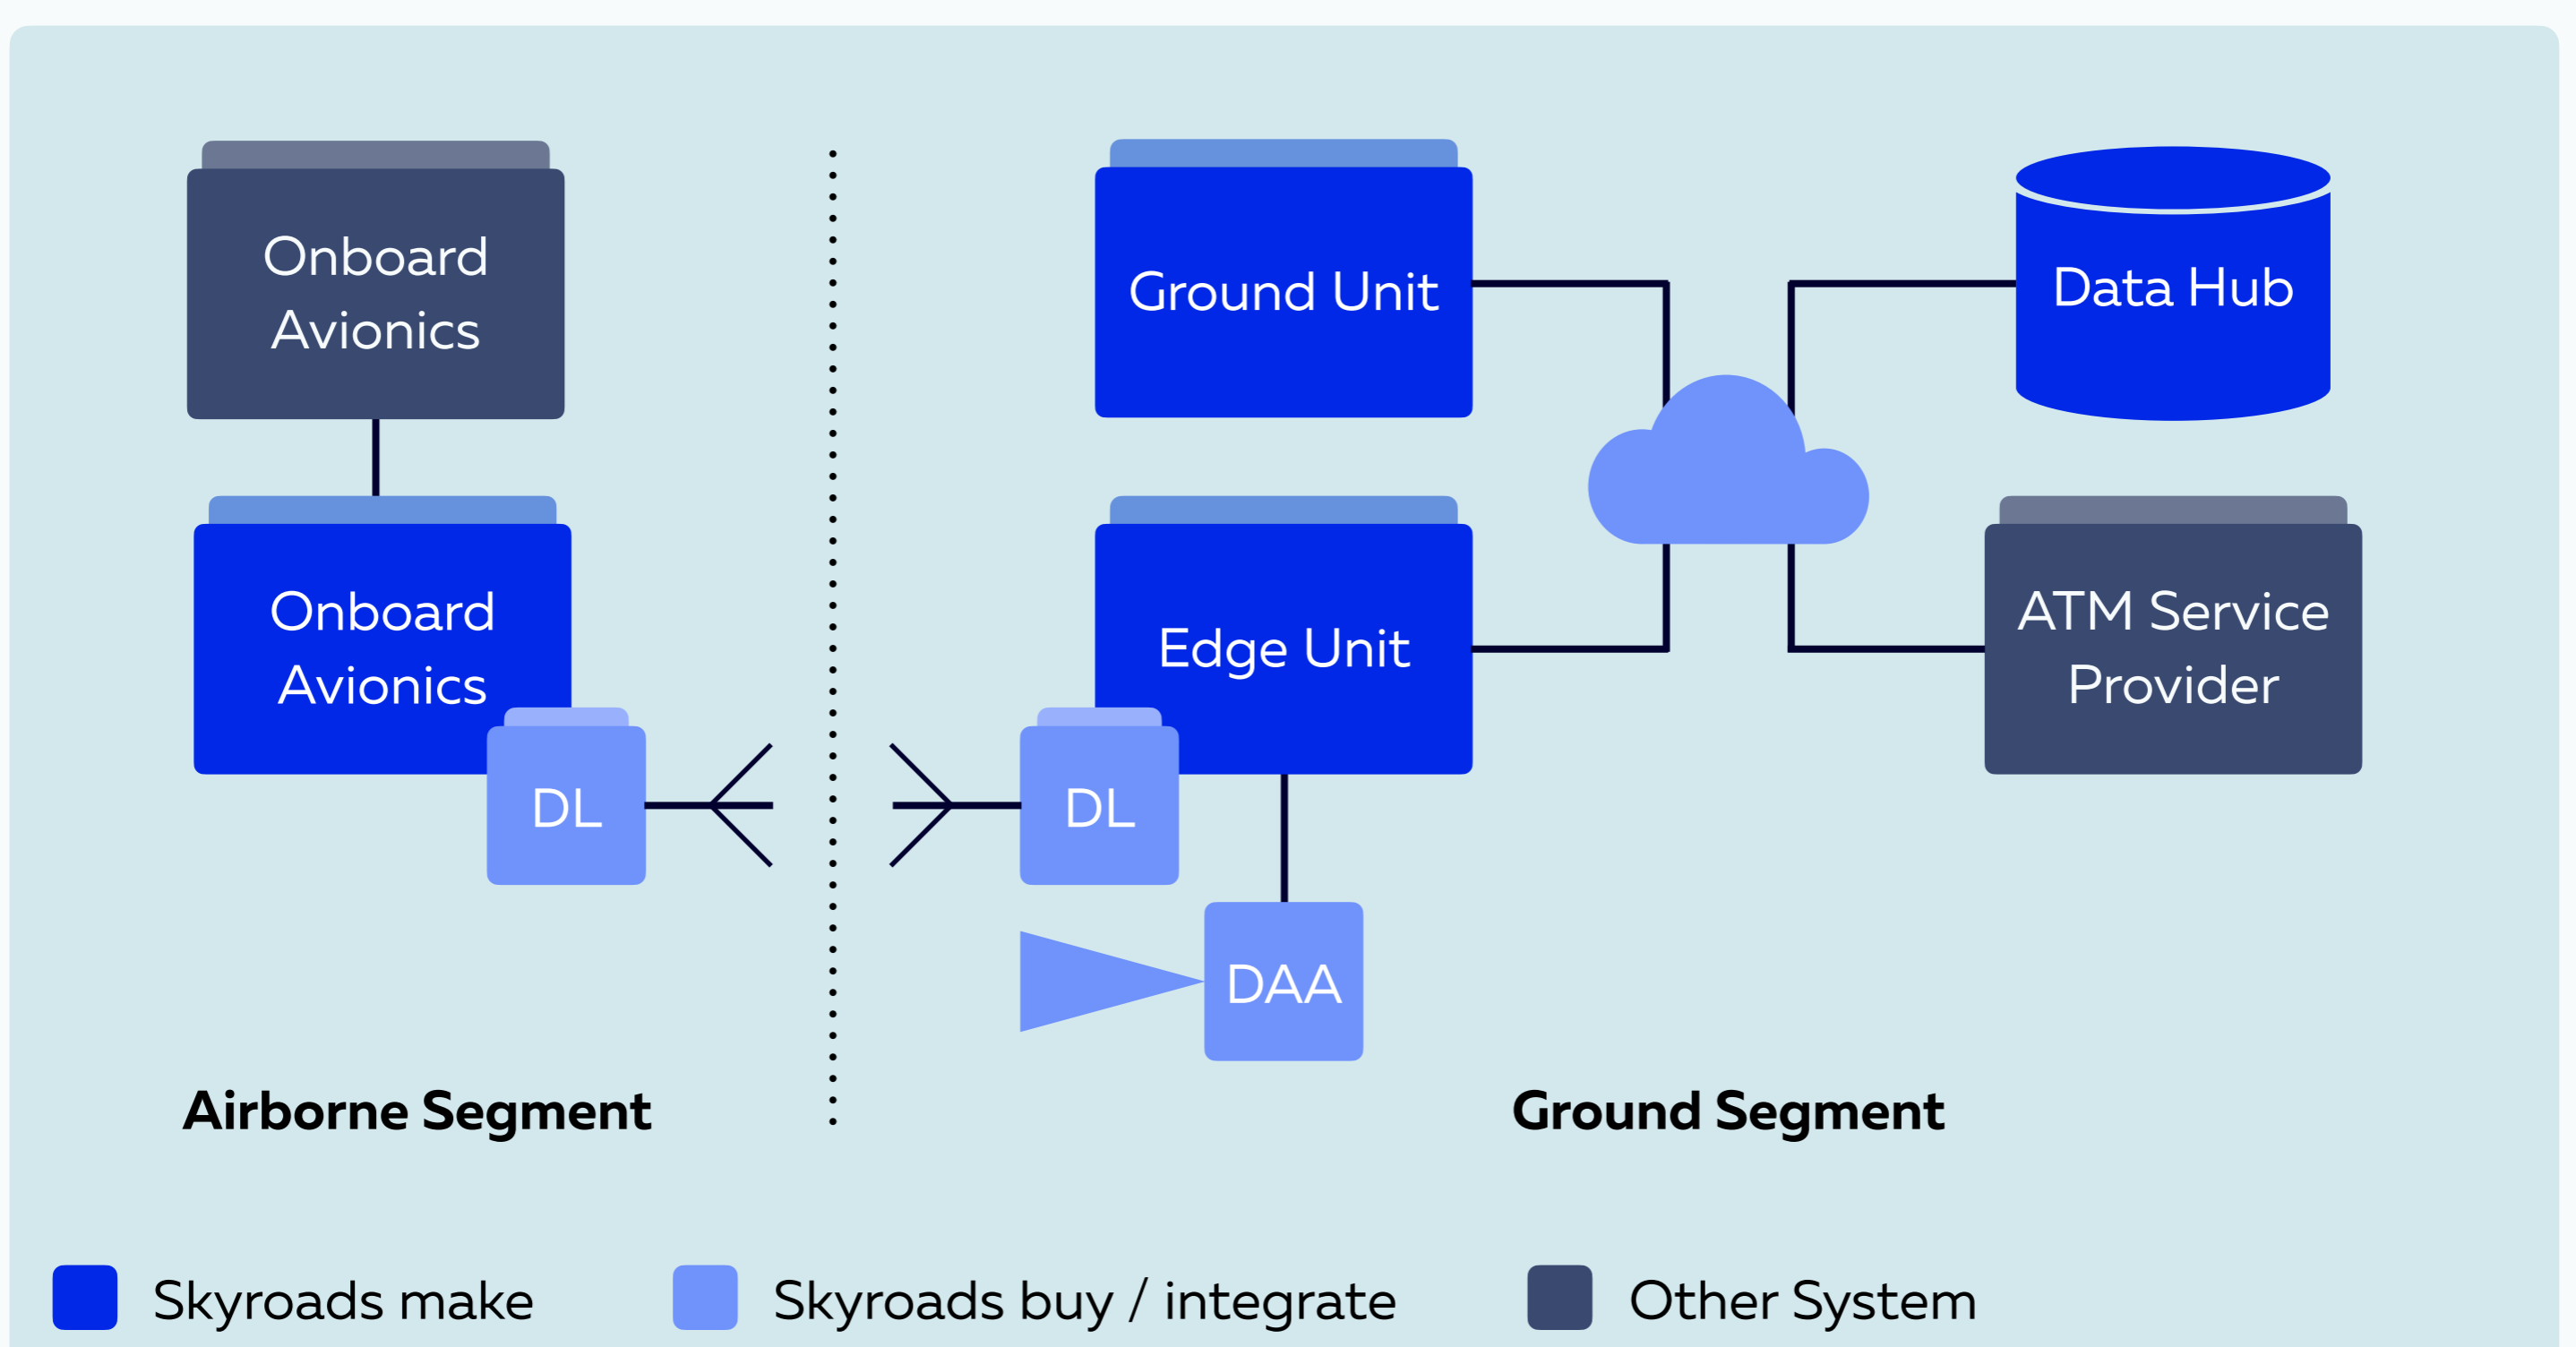 Onboard
Avionics
Onboard
Avionics
DL
Ground Unit
Data Hub
Edge Unit
ATM Service
Provider
DL
DAA
Airborne Segment
Ground Segment
Skyroads make
Skyroads buy / integrate
Other System